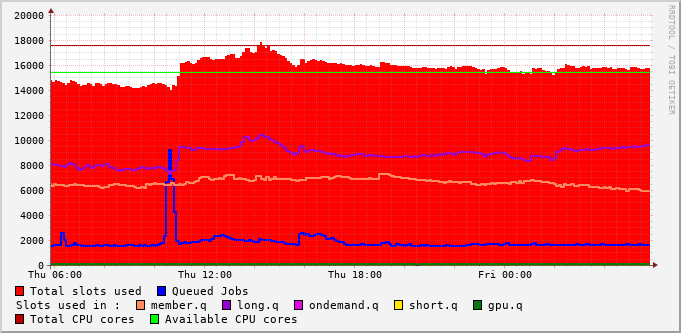 20000
18000
16000
14000
12000
10000
8000
6000
4000
2000
0
Thu 06:00 Thu 12:00 Thu 18:00 Fri 00:00
Total slots used Queued Jobs
Slots used in : member.q long.q ondemand.q short.q gpu.q
Total CPU cores Available CPU cores
RRDTOOL / TOBI OETIKER